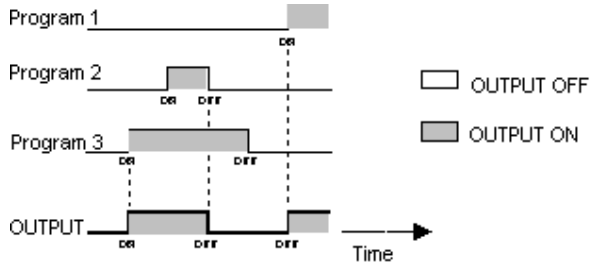 Program 1
ON
Program 2
ON OFF
OUTPUT OFF
Program 3
ON OFF
OUTPUT ON
OUTPUT
ON OFF OFF
Time